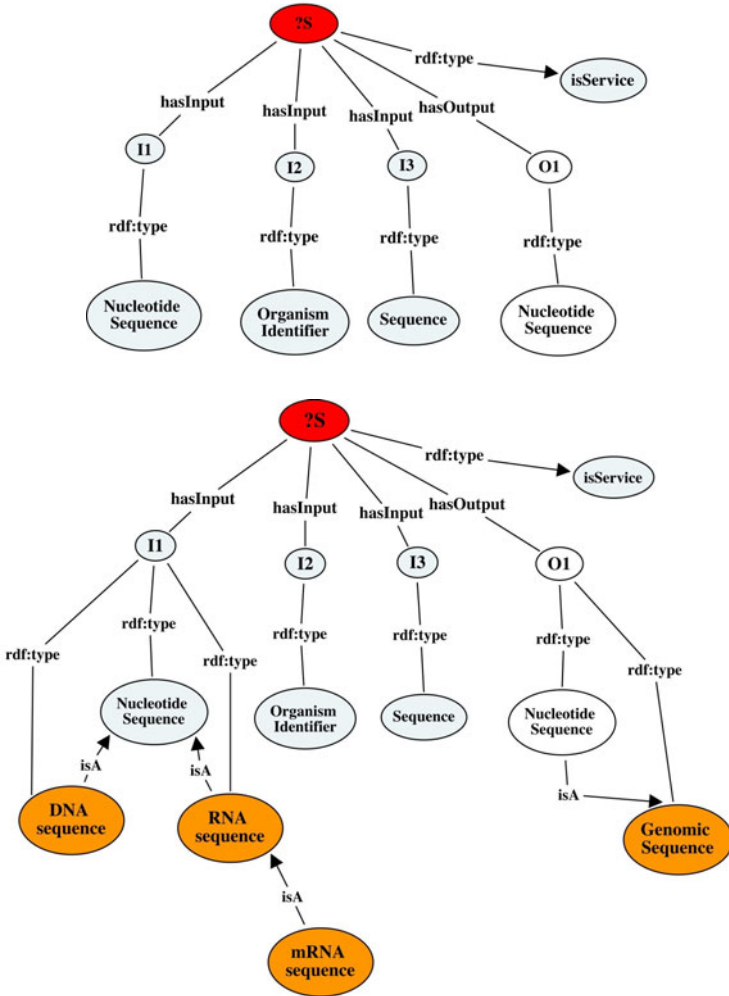 ?S
rdf:type
isService
hasInput
hasInput
hasInput
hasOutput
I1
I2
I3
O1
rdf:type
rdf:type
rdf:type
rdf:type
Nucleotide
Sequence
Organism
Identifier
Sequence
Nucleotide
Sequence
?S
rdf:type
isService
hasInput
hasInput
hasInput
hasOutput
I1
I2
I3
O1
rdf:type
rdf:type
rdf:type
rdf:type
rdf:type
rdf:type
rdf:type
Nucleotide
Sequence
Organism
Identifier
Sequence
Nucleotide
Sequence
isA
isA
isA
DNA
sequence
RNA
sequence
Genomic
Sequence
isA
mRNA
sequence